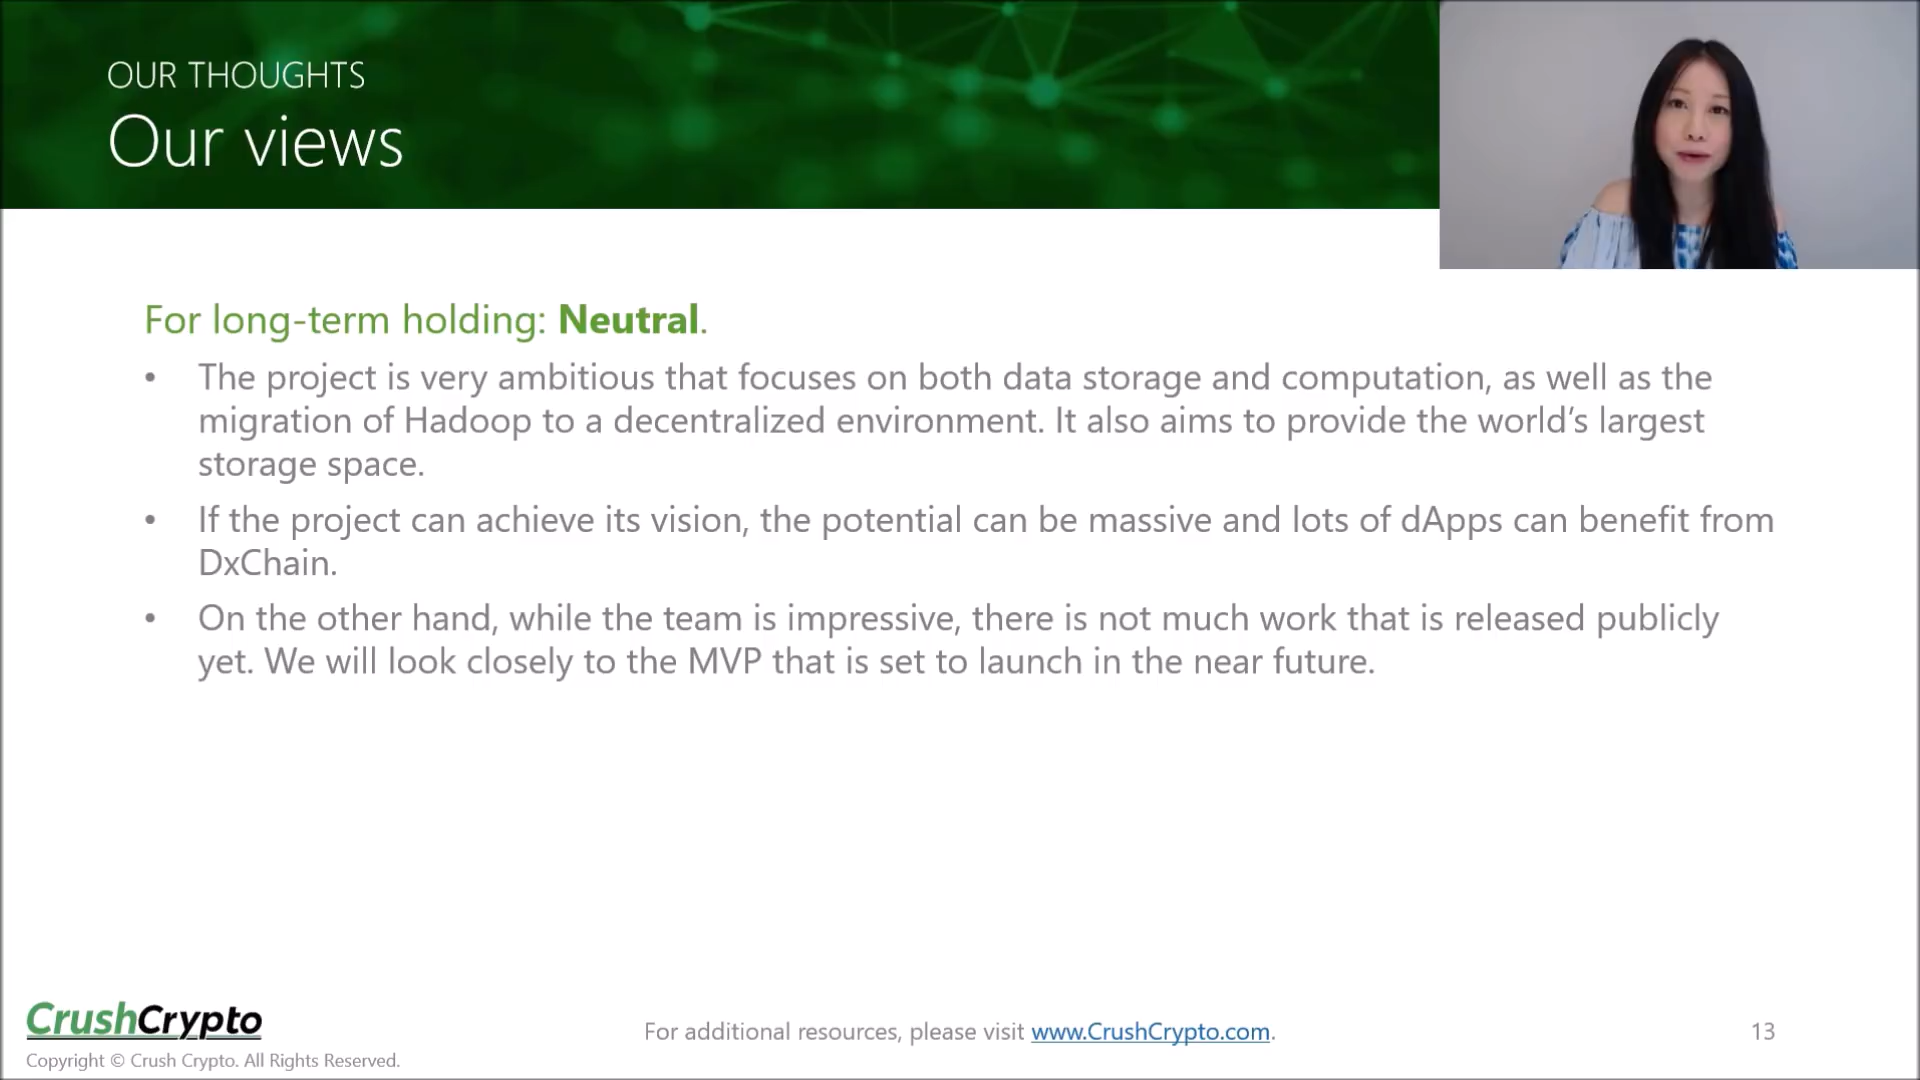 OUR THOUGHTS
Our views
For long-term holding: Neutral.
• The project is very ambitious that focuses on both data storage and computation, as well as the
migration of Hadoop to a decentralized environment. It also aims to provide the world’s largest
storage space.
• If the project can achieve its vision, the potential can be massive and lots of dApps can benefit from
DxChain.
• On the other hand, while the team is impressive, there is not much work that is released publicly
yet. We will look closely to the MVP that is set to launch in the near future.
CrushCrypto
Copyright © Crush Crypto. All Rights Reserved.
For additional resources, please visit www.CrushCrypto.com.
13